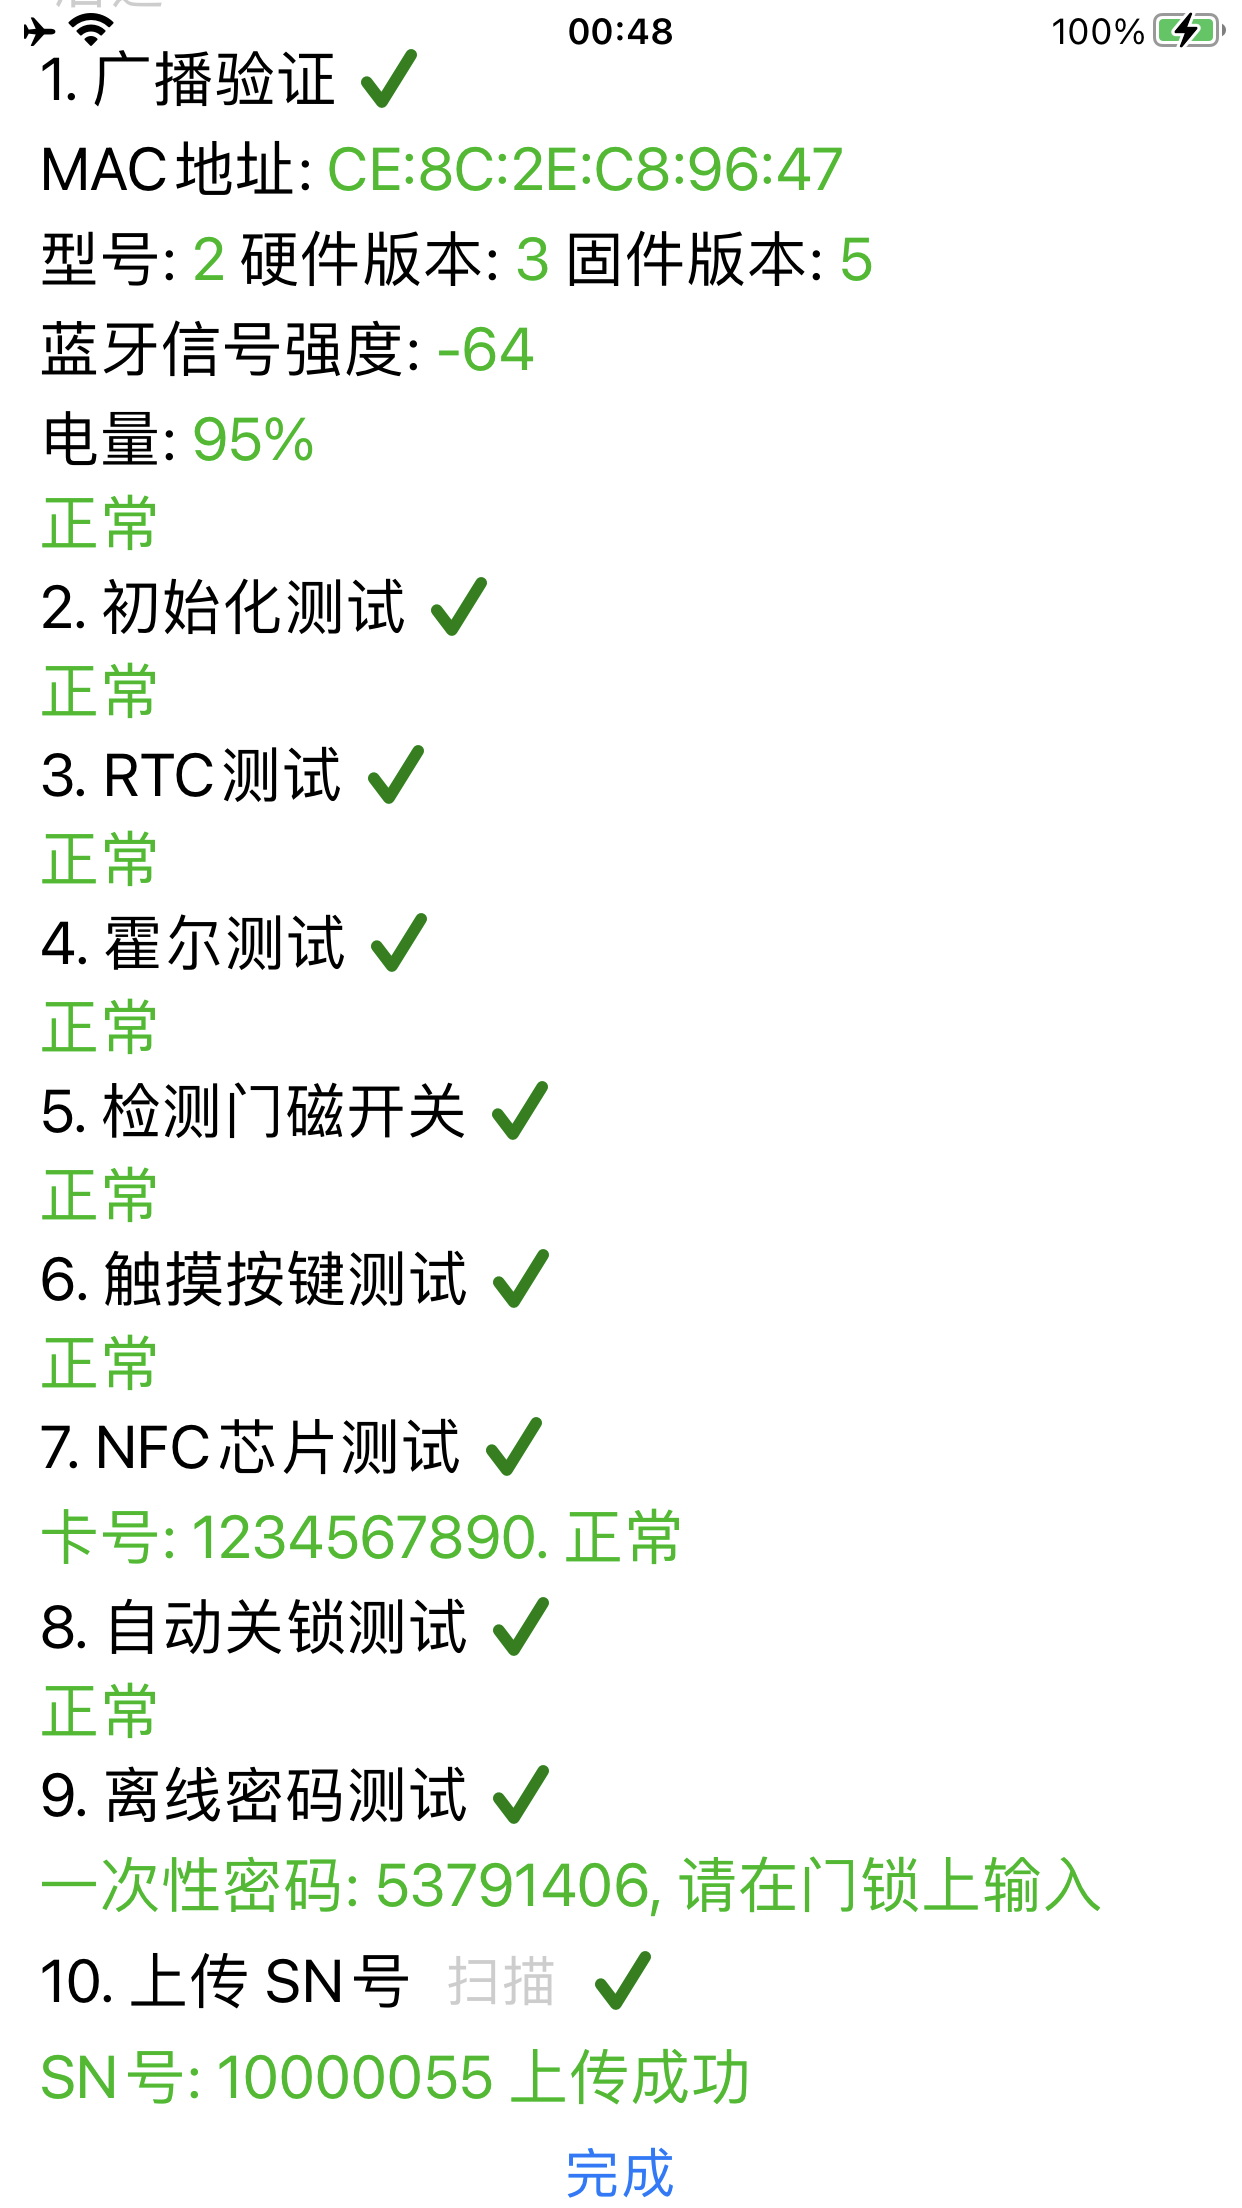 00:48
100%
1. 广播验证
MAC地址: CE:8C:2E:C8:96:47
型号: 2 硬件版本: 3 固件版本: 5
蓝牙信号强度: -64
电量: 95%
正常
2. 初始化测试
正常
3. RTC测试
正常
4. 霍尔测试
正常
5. 检测门磁开关
正常
6. 触摸按键测试
正常
7. NFC芯片测试
卡号: 1234567890. 正常
8. 自动关锁测试
正常
9. 离线密码测试
一次性密码: 53791406, 请在门锁上输入
10. 上传 SN号 扫描
SN号: 10000055 上传成功
完成